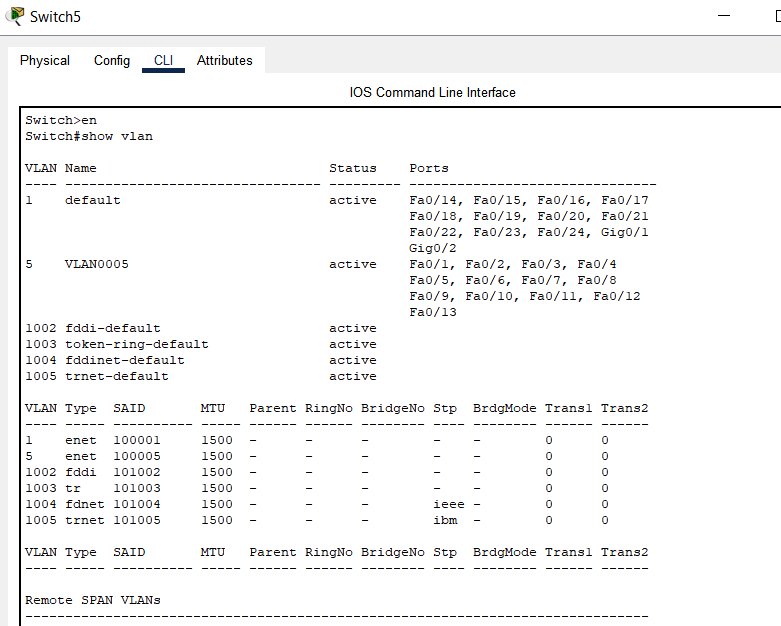 Switch5
Physical Config CLI Attributes
IOS Command Line Interface
Switch>en
Switch#show vlan
VLAN Name                             Status    Ports
---- -------------------------------- --------- -------------------------------
1    default                          active    Fa0/14, Fa0/15, Fa0/16, Fa0/17
                                                Fa0/18, Fa0/19, Fa0/20, Fa0/21
                                                Fa0/22, Fa0/23, Fa0/24, Gig0/1
                                                Gig0/2
5    VLAN0005                         active    Fa0/1, Fa0/2, Fa0/3, Fa0/4
                                                Fa0/5, Fa0/6, Fa0/7, Fa0/8
                                                Fa0/9, Fa0/10, Fa0/11, Fa0/12
                                                Fa0/13
1002 fddi-default                     active
1003 token-ring-default               active
1004 fddinet-default                  active
1005 trnet-default                    active
VLAN Type  SAID       MTU   Parent RingNo BridgeNo Stp  BrdgMode Trans1 Trans2
---- ----- ---------- ----- ------ ------ -------- ---- -------- ------ ------
1    enet  100001     1500  -      -      -        -    -        0      0
5    enet  100005     1500  -      -      -        -    -        0      0
1002 fddi  101002     1500  -      -      -        -    -        0      0
1003 tr    101003     1500  -      -      -        -    -        0      0
1004 fdnet 101004     1500  -      -      -        ieee -        0      0
1005 trnet 101005     1500  -      -      -        ibm  -        0      0
VLAN Type  SAID       MTU   Parent RingNo BridgeNo Stp  BrdgMode Trans1 Trans2
---- ----- ---------- ----- ------ ------ -------- ---- -------- ------ ------
Remote SPAN VLANs
------------------------------------------------------------------------------